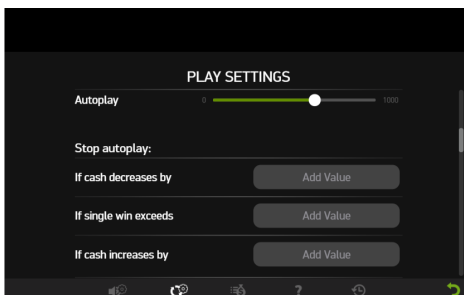 PLAY SETTINGS
Autoplay 0 1000
Stop autoplay:
If cash decreases by Add Value
If single win exceeds Add Value
If cash increases by Add Value
?